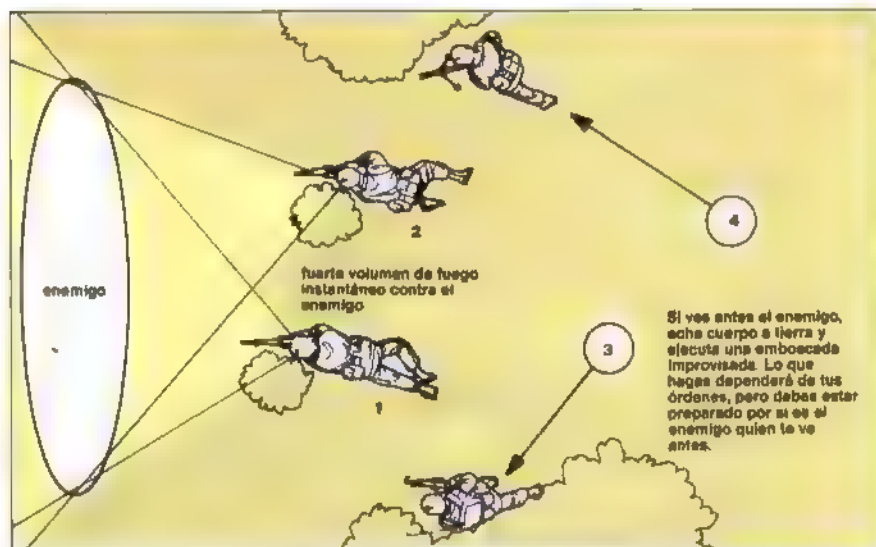 4
2
enemigo
fuerte volumen de fuego
instantáneo contra el
enemigo
3
1
Si ves antes al enemigo,
echa cuerpo a tierra y
ejecuta una emboscada
improvisada. Lo que
hagas dependerá de tus
órdenes, pero debes estar
preparado por si es el
enemigo quien te ve
antes.